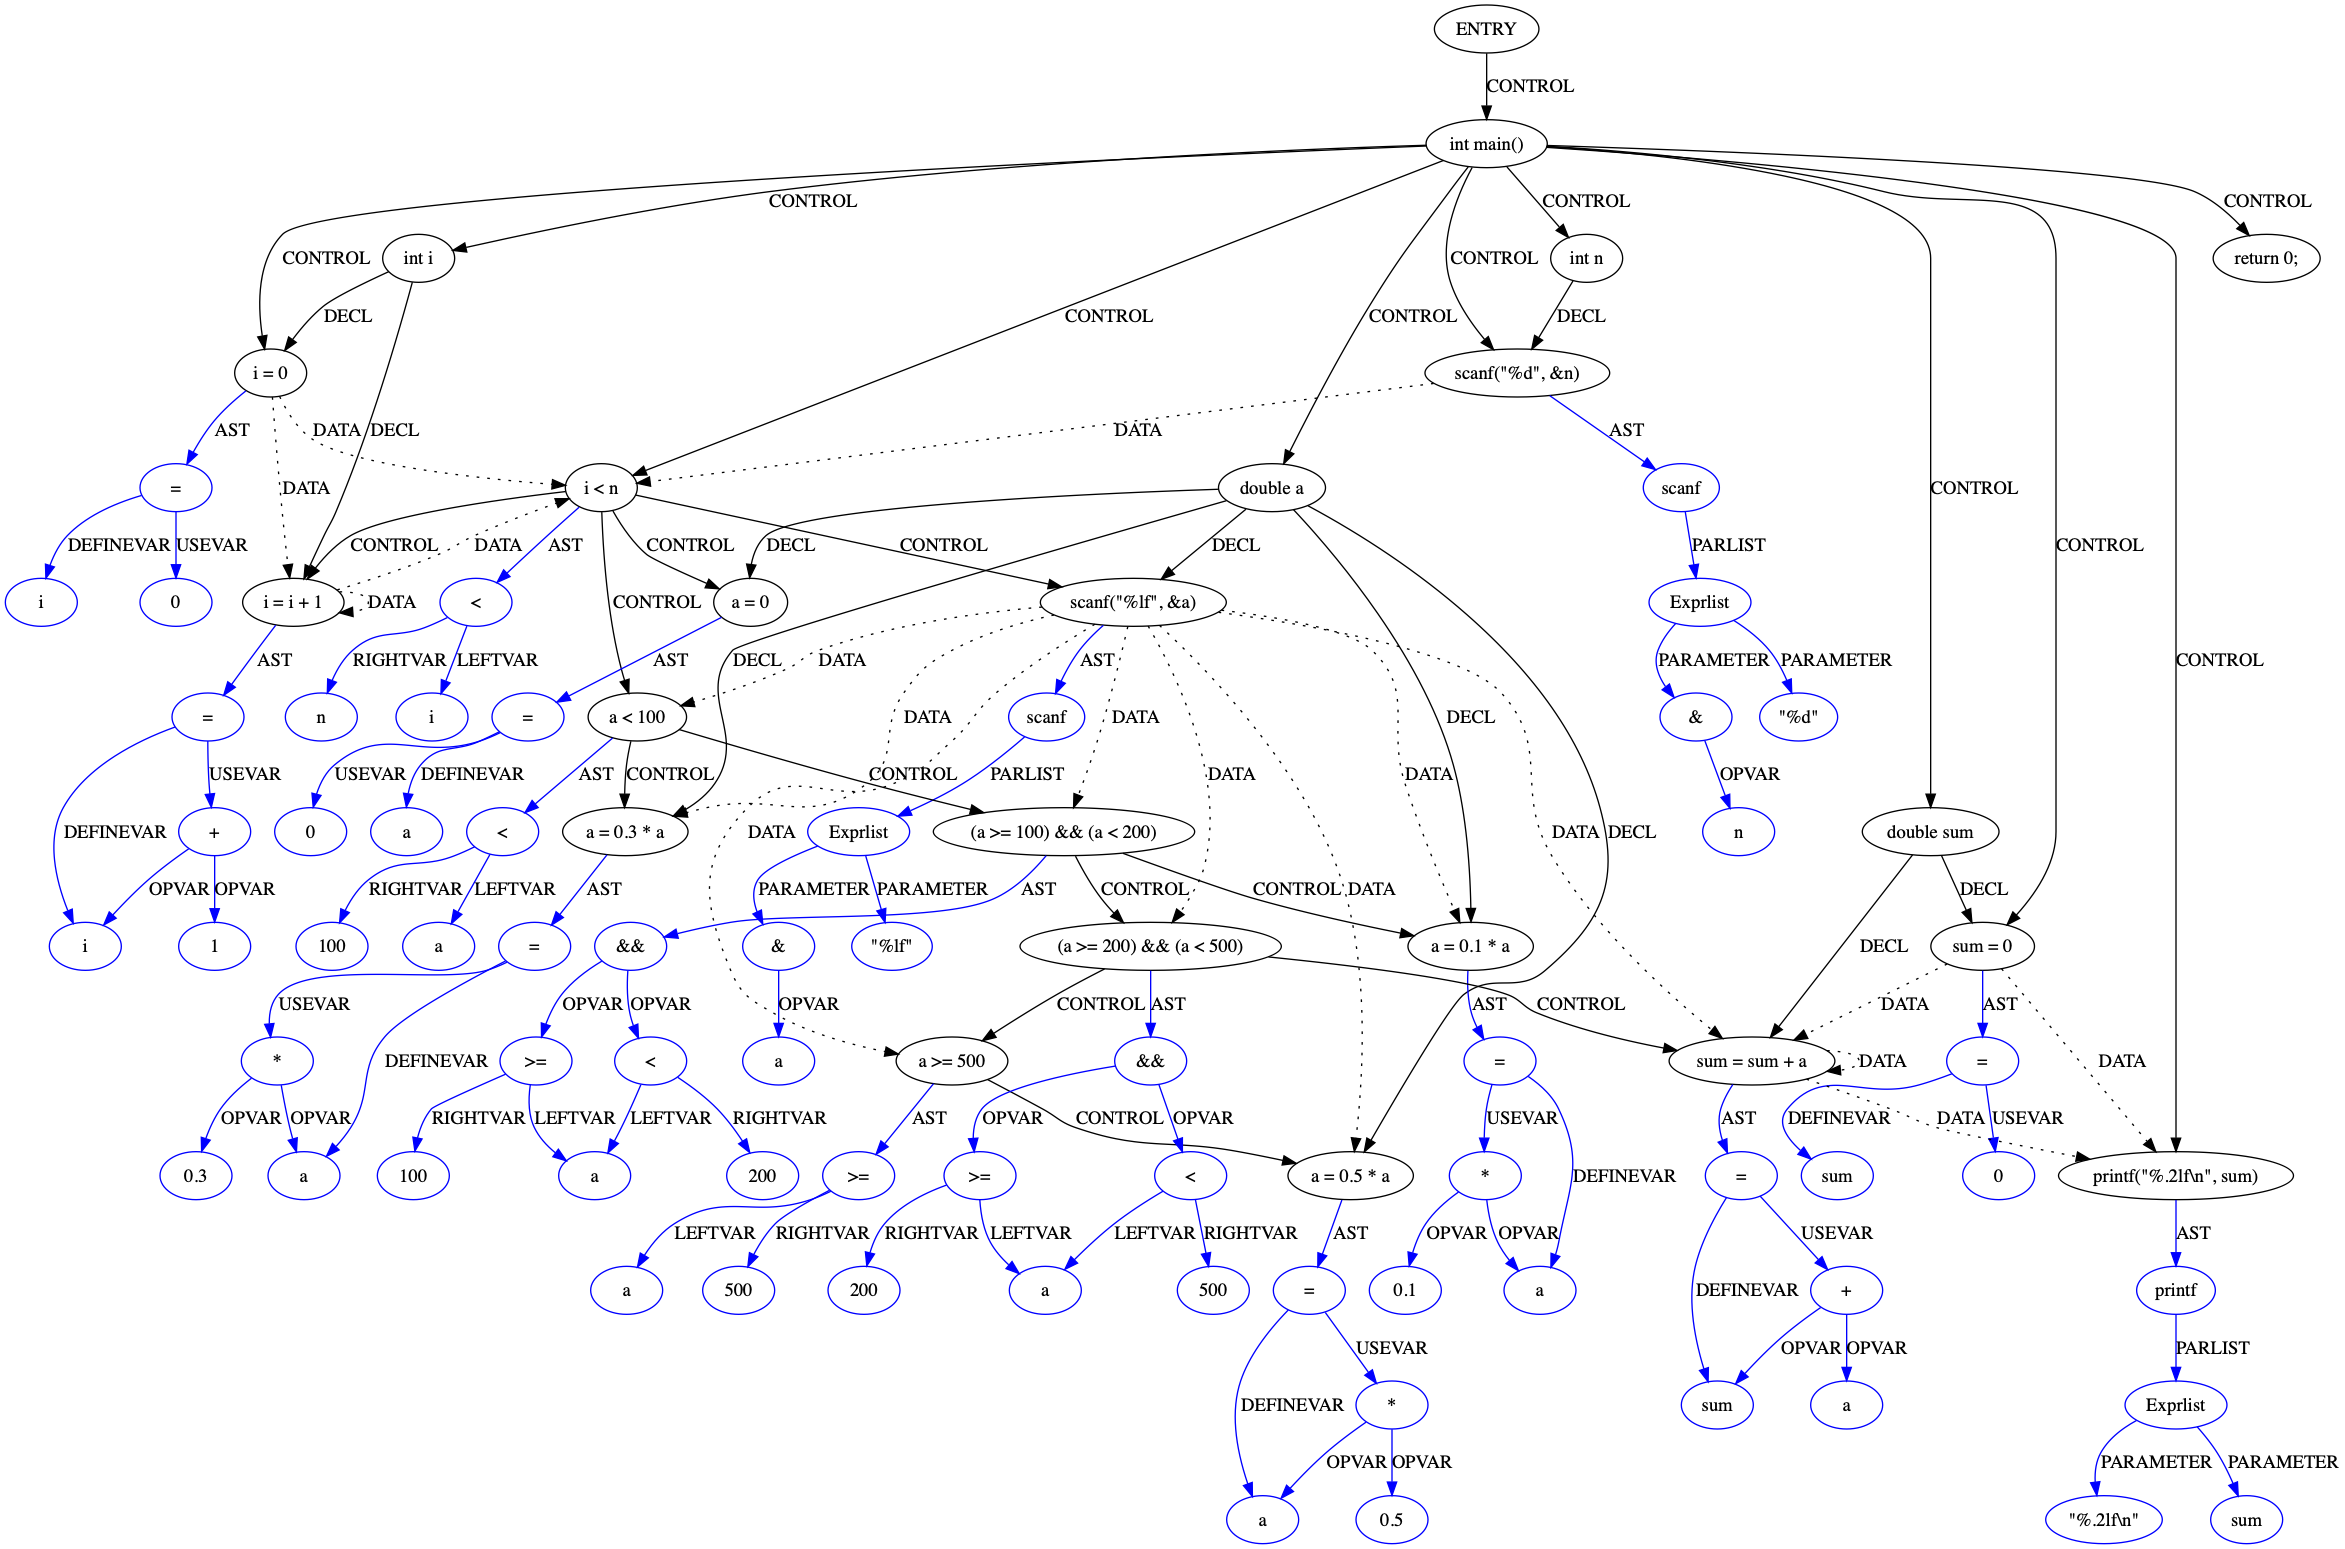 ENTRY
CONTROL
int main()
CONTROL
CONTROL
CONTROL
CONTROL
int i
CONTROL
int n
return 0;
DECL
CONTROL
CONTROL
DECL
i = 0
scanf("%d", &n)
AST
DATA
DECL
DATA
AST
=
DATA
i < n
double a
scanf
CONTROL
DEFINEVAR
USEVAR
CONTROL
DATA
AST
CONTROL
DECL
CONTROL
DECL
PARLIST
CONTROL
i
0
i = i + 1
DATA
<
CONTROL
a = 0
scanf("%lf", &a)
Exprlist
AST
RIGHTVAR
LEFTVAR
AST
DECL
DATA
AST
PARAMETER
PARAMETER
CONTROL
=
n
i
=
a < 100
DATA
scanf
DATA
DECL
&
"%d"
USEVAR
USEVAR
DEFINEVAR
AST
CONTROL
CONTROL
PARLIST
DATA
DATA
OPVAR
DEFINEVAR
+
0
a
<
a = 0.3 * a
DATA
Exprlist
(a >= 100) && (a < 200)
DATA
DECL
n
double sum
OPVAR
OPVAR
RIGHTVAR
LEFTVAR
AST
PARAMETER
PARAMETER
AST
CONTROL
CONTROL
DATA
DECL
i
1
100
a
=
&&
&
"%lf"
(a >= 200) && (a < 500)
a = 0.1 * a
DECL
sum = 0
USEVAR
OPVAR
OPVAR
OPVAR
CONTROL
AST
AST
CONTROL
DATA
AST
*
DEFINEVAR
>=
<
a
a >= 500
&&
=
sum = sum + a
DATA
=
DATA
OPVAR
OPVAR
RIGHTVAR
LEFTVAR
LEFTVAR
RIGHTVAR
AST
OPVAR
CONTROL
OPVAR
USEVAR
AST
DEFINEVAR
DATA
USEVAR
0.3
a
100
a
200
>=
>=
<
a = 0.5 * a
*
DEFINEVAR
=
sum
0
printf("%.2lf\n", sum)
LEFTVAR
RIGHTVAR
RIGHTVAR
LEFTVAR
LEFTVAR
RIGHTVAR
AST
OPVAR
OPVAR
USEVAR
AST
a
500
200
a
500
=
0.1
a
DEFINEVAR
+
printf
DEFINEVAR
USEVAR
OPVAR
OPVAR
PARLIST
*
sum
a
Exprlist
OPVAR
OPVAR
PARAMETER
PARAMETER
a
0.5
"%.2lf\n"
sum